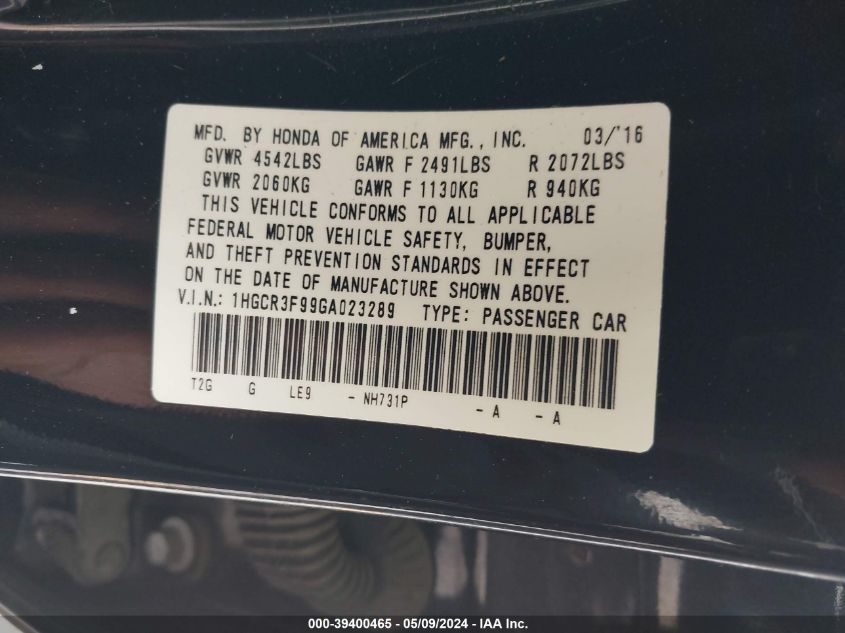 MFD. BY HONDA OF AMERICA MFG., INC. 03/'16
GVWR 4542LBS GAWR F 2491LBS R 2072LBS
GVWR 2060KG GAWR F 1130KG R 940KG
THIS VEHICLE CONFORMS TO ALL APPLICABLE
FEDERAL MOTOR VEHICLE SAFETY, BUMPER,
AND THEFT PREVENTION STANDARDS IN EFFECT
ON THE DATE OF MANUFACTURE SHOWN ABOVE.
V.I.N.: 1HGCR3F99GA023289 TYPE: PASSENGER CAR
T2G G LE9 - NH731P - A - A
000-39400465 - 05/09/2024 - IAA Inc.